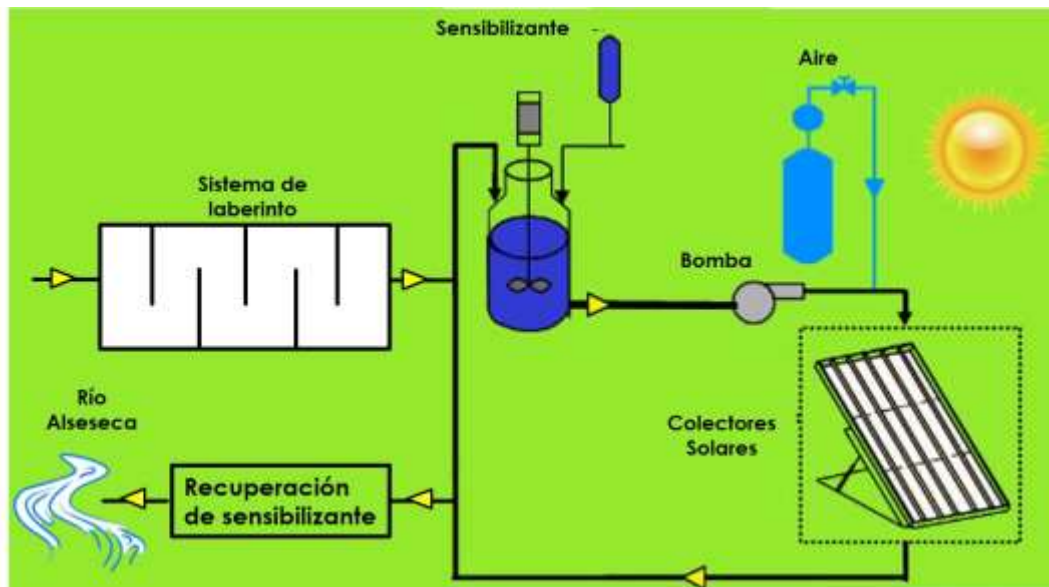 Sensibilizante
Aire
Sistema de
laberinto
Bomba
Río
Alseseca
Colectores
Solares
Recuperación
de sensibilizante